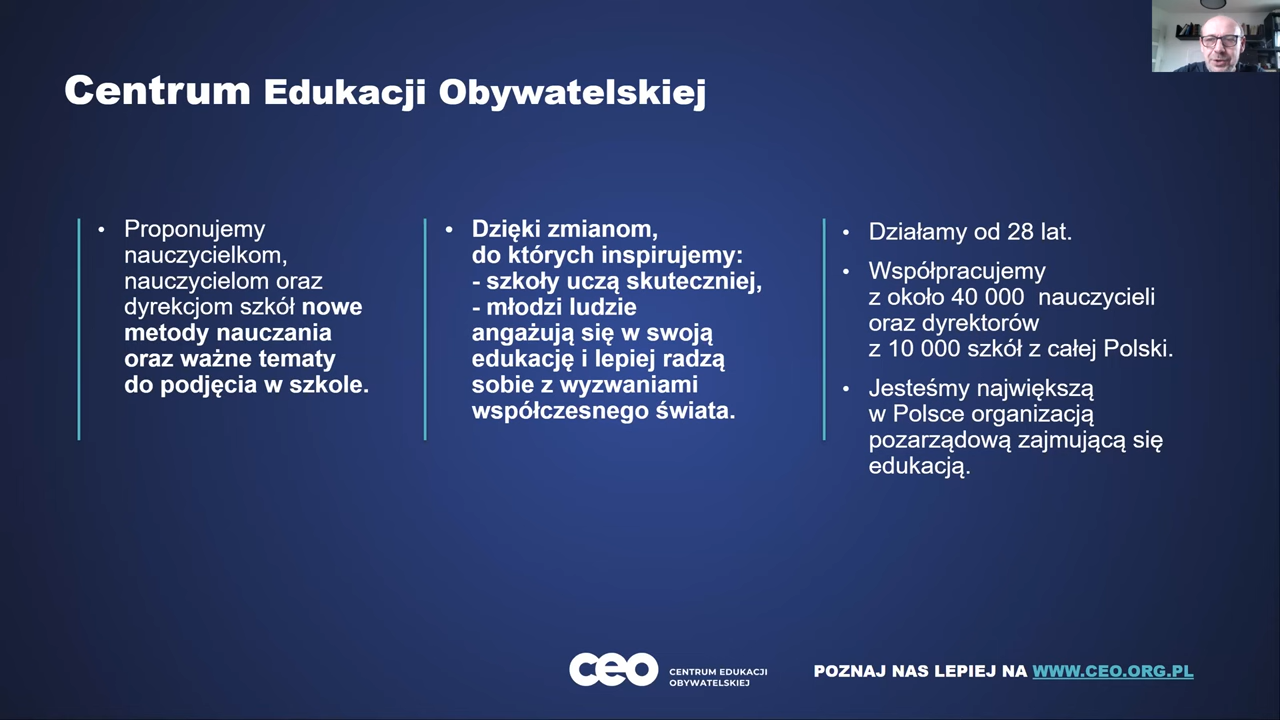 Centrum Edukacji Obywatelskiej
• Proponujemy
nauczycielkom,
nauczycielom oraz
dyrekcjom szkół nowe
metody nauczania
oraz ważne tematy
do podjęcia w szkole.
• Dzięki zmianom,
do których inspirujemy:
- szkoły uczą skuteczniej,
- młodzi ludzie
angażują się w swoją
edukację i lepiej radzą
sobie z wyzwaniami
współczesnego świata.
• Działamy od 28 lat.
• Współpracujemy
z około 40 000 nauczycieli
oraz dyrektorów
z 10 000 szkół z całej Polski.
• Jesteśmy największą
w Polsce organizacją
pozarządową zajmującą się
edukacją.
ceo
CENTRUM EDUKACJI
OBYWATELSKIEJ
POZNAJ NAS LEPIEJ NA WWW.CEO.ORG.PL